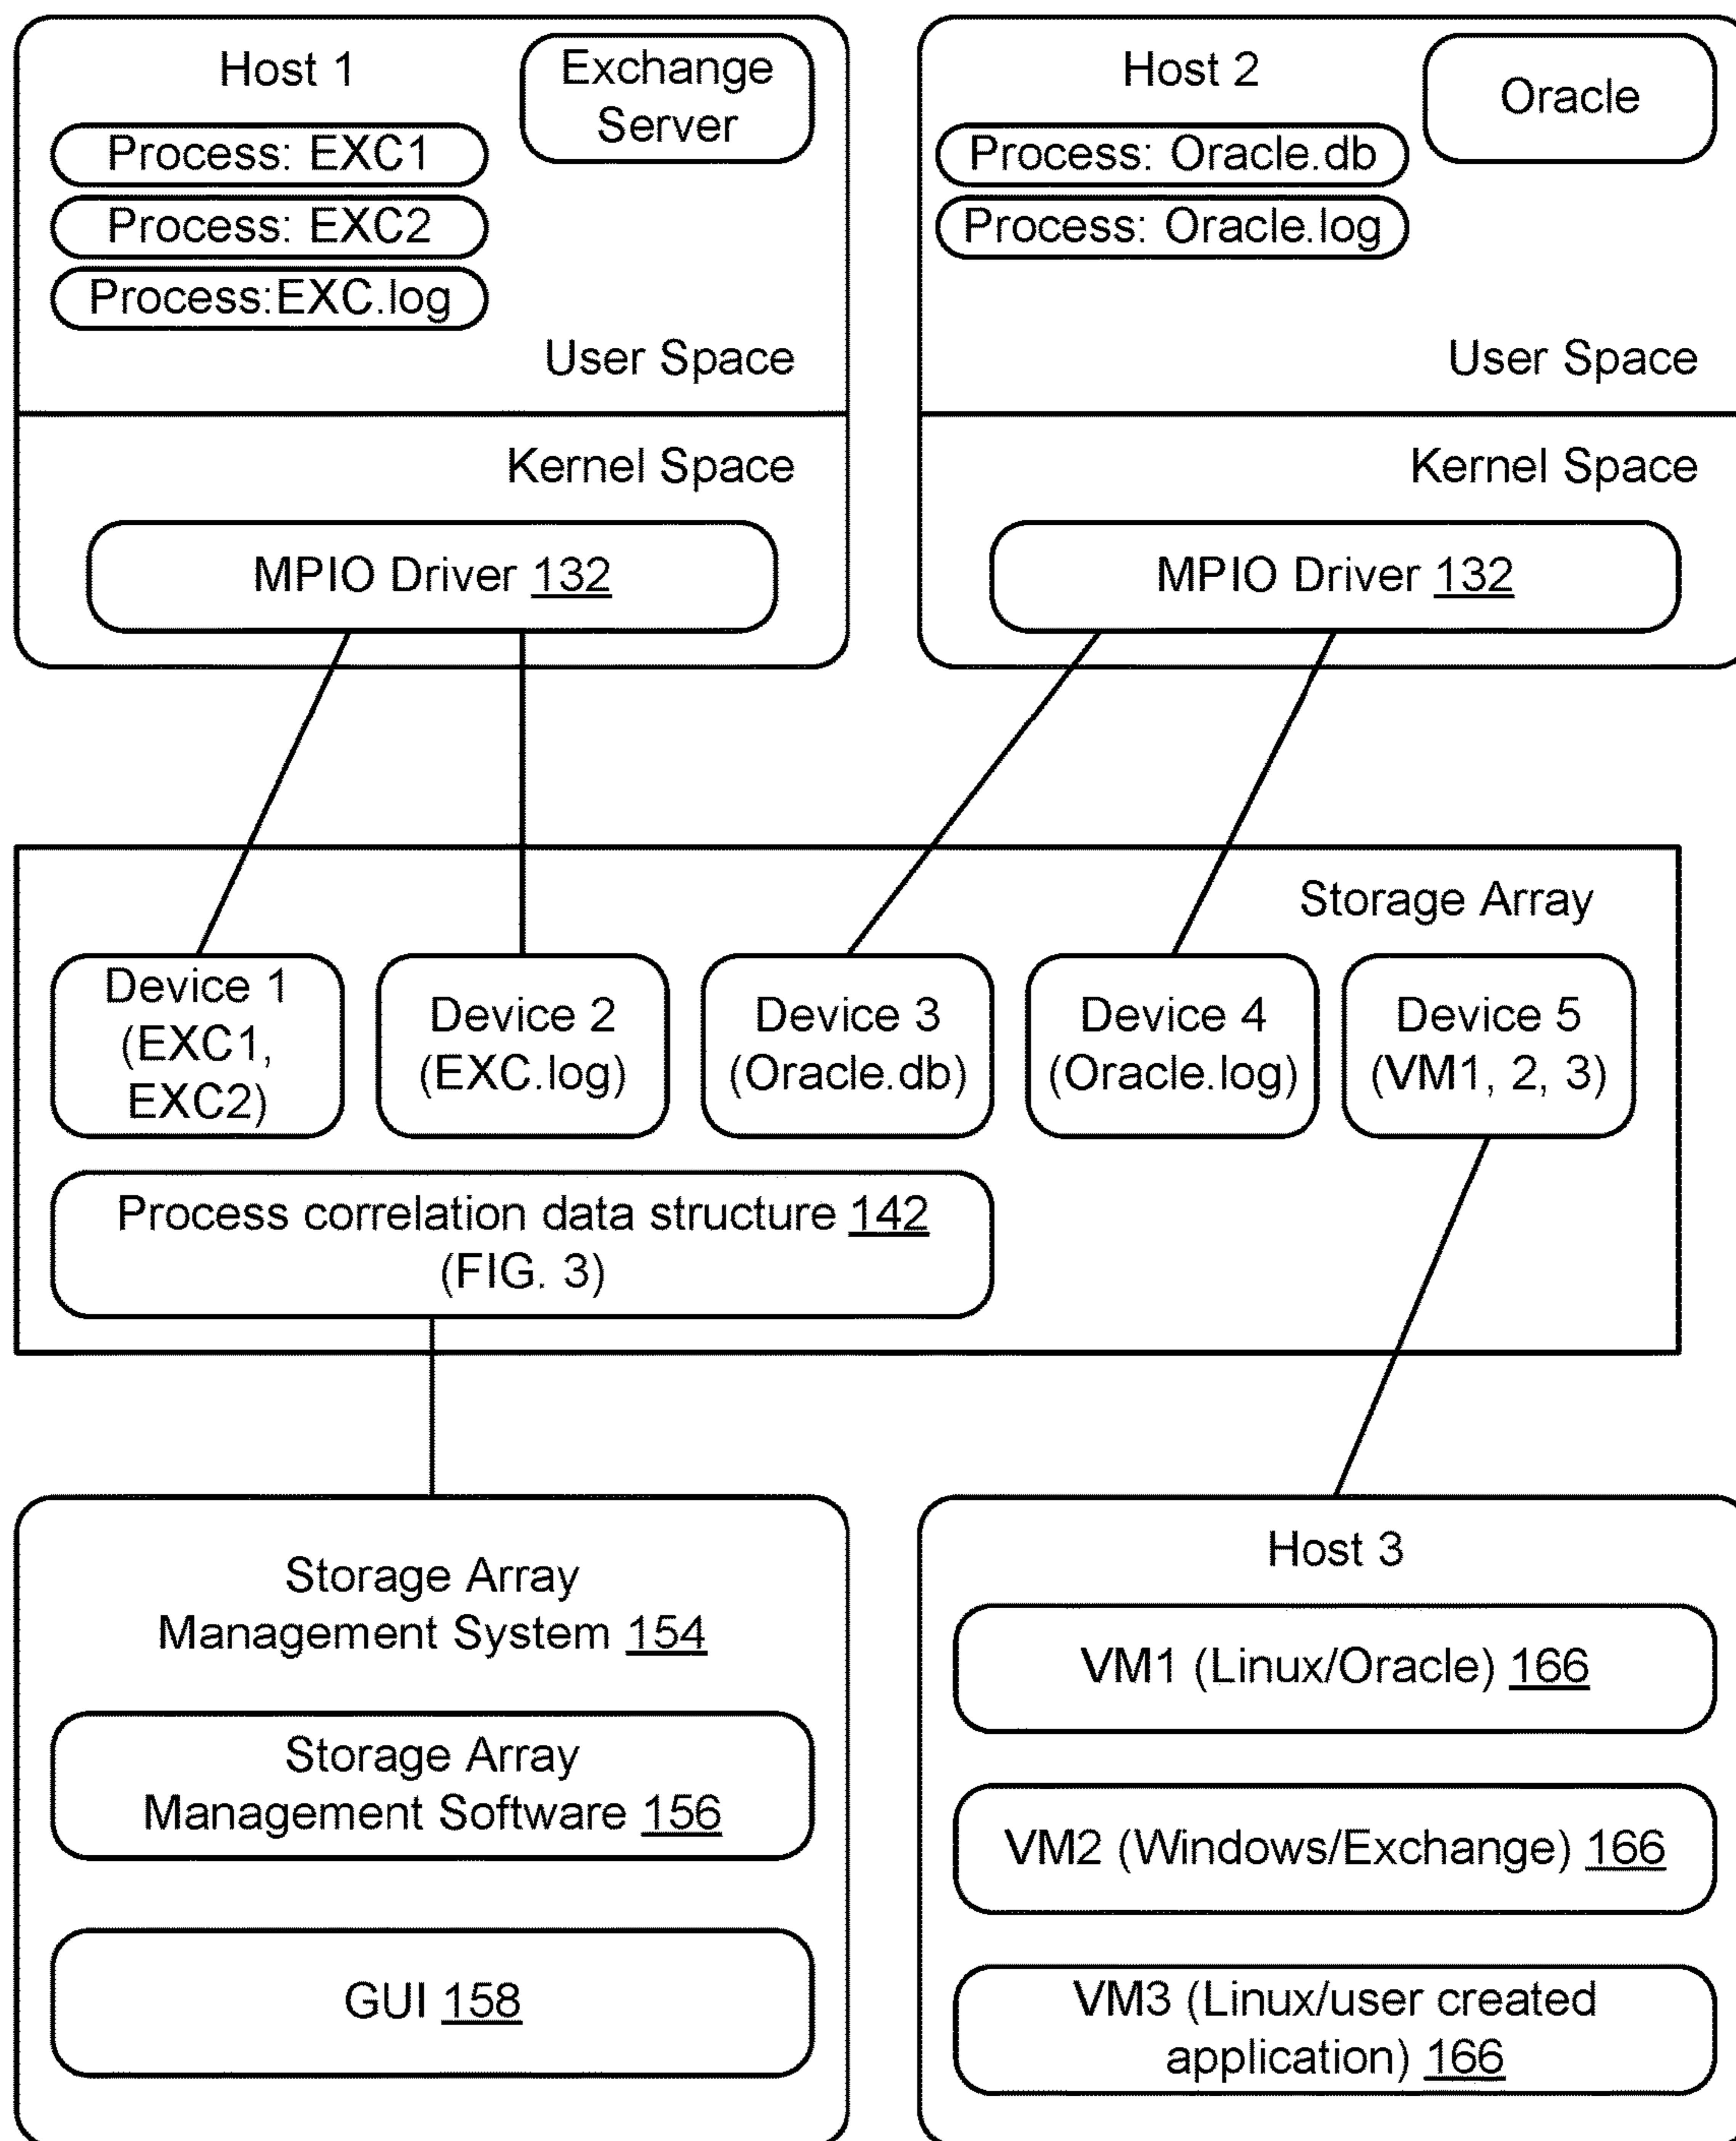 Host 1
Exchange
Server
Process: EXC1
Process: EXC2
Process:EXC.log
User Space
Kernel Space
MPIO Driver 132
Host 2
Oracle
Process: Oracle.db
Process: Oracle.log
User Space
Kernel Space
MPIO Driver 132
Storage Array
Device 1
(EXC1,
EXC2)
Device 2
(EXC.log)
Device 3
(Oracle.db)
Device 4
(Oracle.log)
Device 5
(VM1, 2, 3)
Process correlation data structure 142
(FIG. 3)
Storage Array
Management System 154
Storage Array
Management Software 156
GUI 158
Host 3
VM1 (Linux/Oracle) 166
VM2 (Windows/Exchange) 166
VM3 (Linux/user created
application) 166